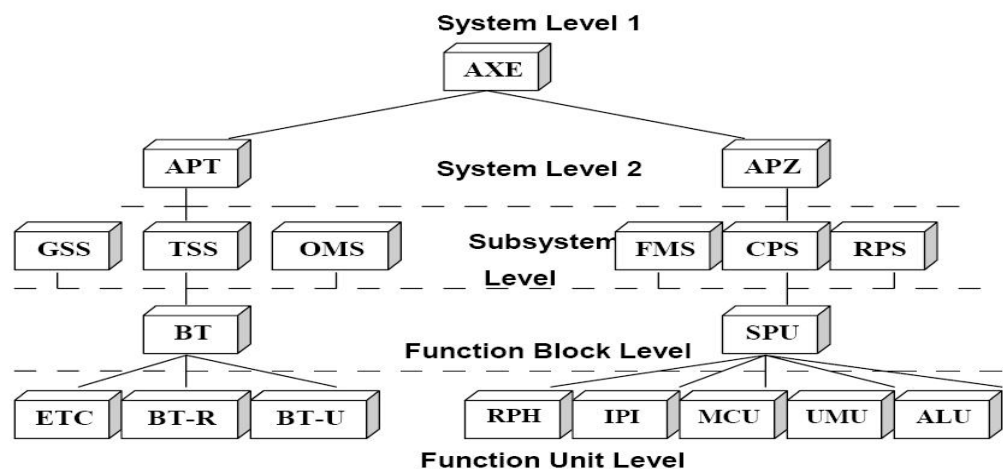 System Level 1
AXE
APT
System Level 2
APZ
GSS
TSS
OMS
Subsystem
Level
FMS
CPS
RPS
BT
Function Block Level
SPU
ETC
BT-R
BT-U
RPH
IPI
MCU
UMU
ALU
Function Unit Level